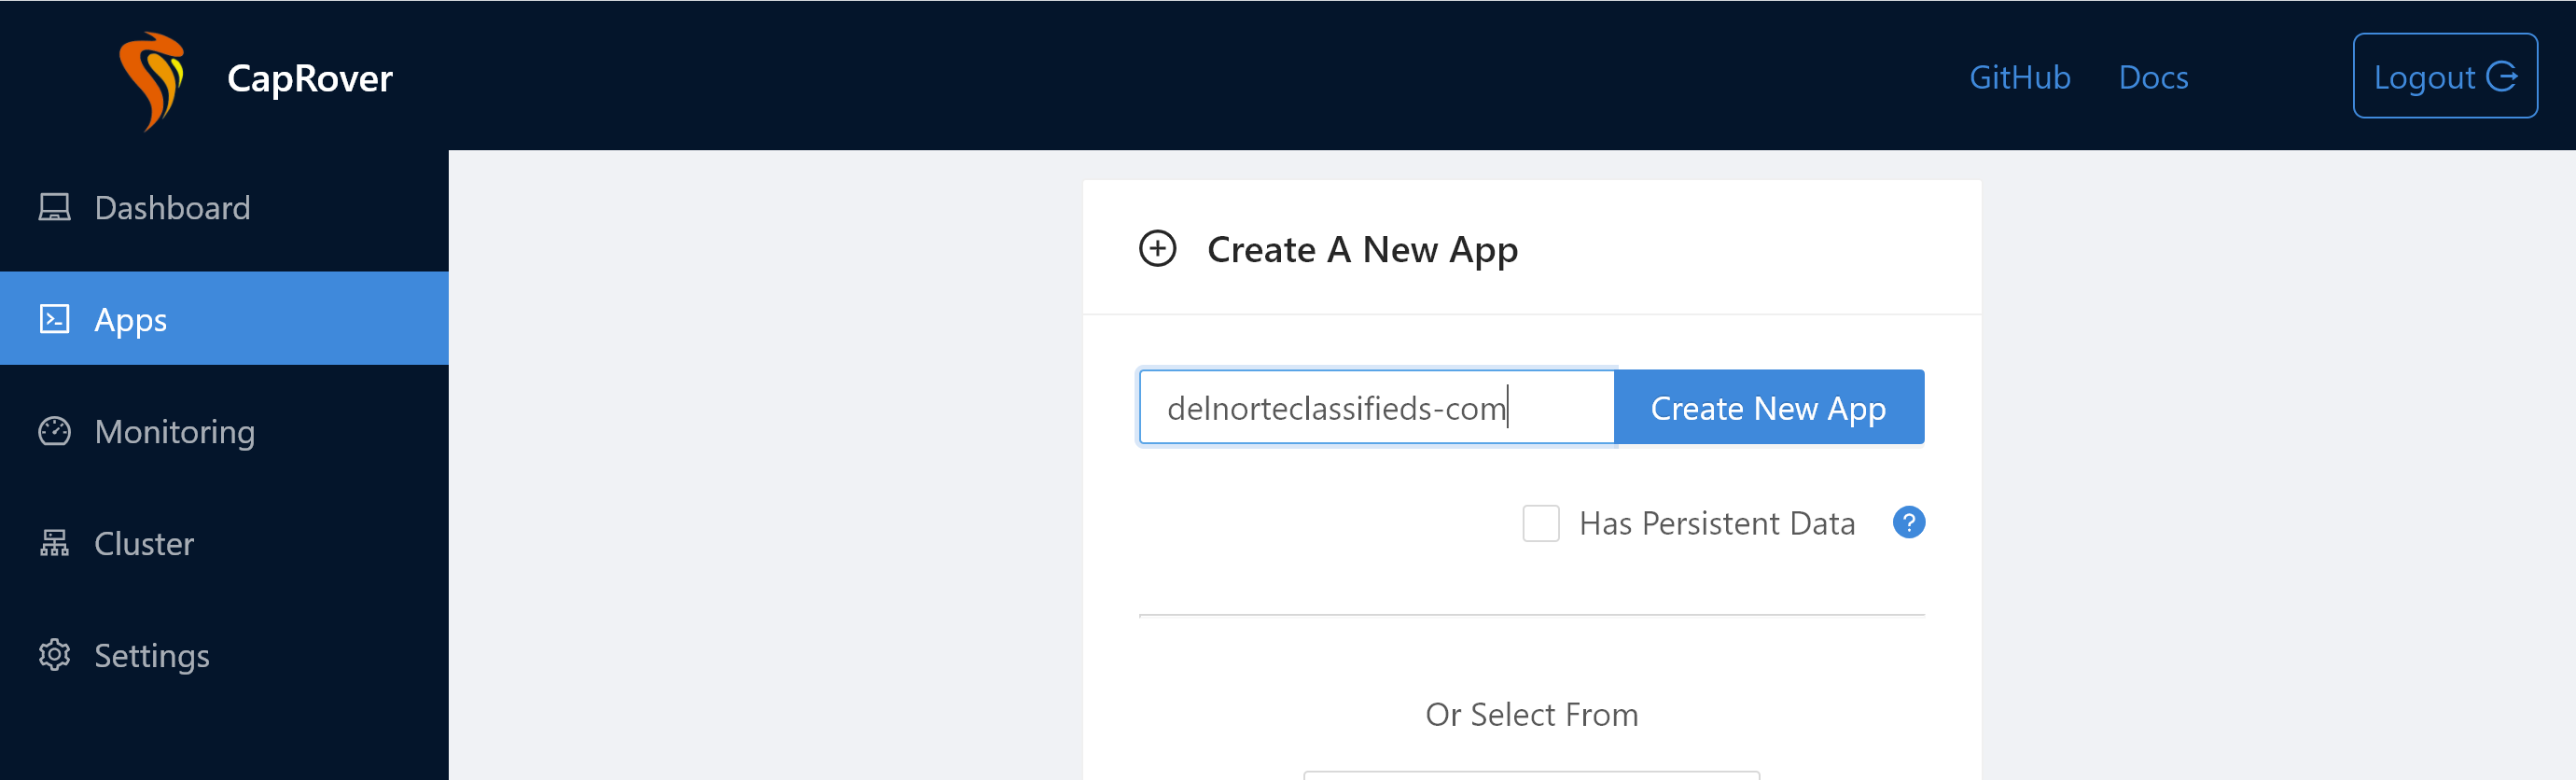 CapRover
GitHub
Docs
Logout
Dashboard
Apps
Monitoring
Cluster
Settings
Create A New App
delnorteclassifieds-com
Create New App
Has Persistent Data
?
Or Select From